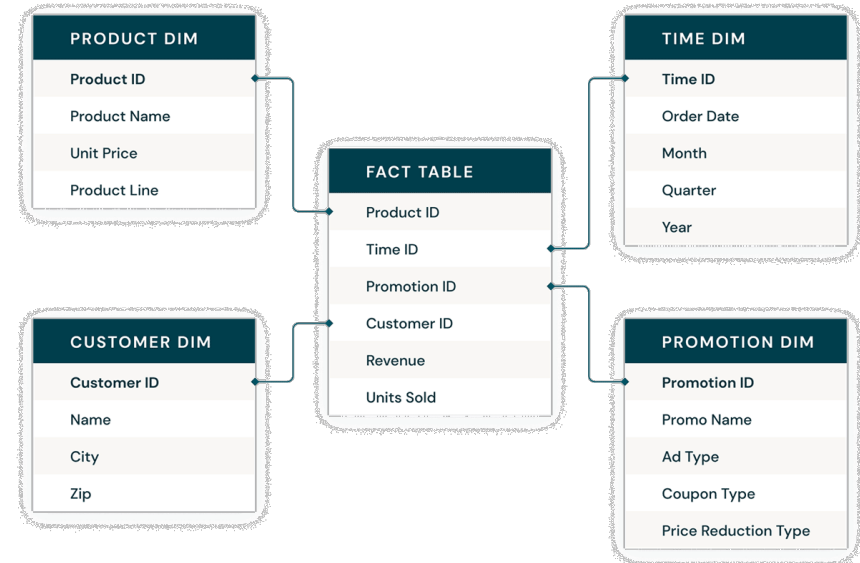 PRODUCT DIM
Product ID
Product Name
Unit Price
Product Line
TIME DIM
Time ID
Order Date
Month
Quarter
Year
FACT TABLE
Product ID
Time ID
Promotion ID
Customer ID
Revenue
Units Sold
CUSTOMER DIM
Customer ID
Name
City
Zip
PROMOTION DIM
Promotion ID
Promo Name
Ad Type
Coupon Type
Price Reduction Type